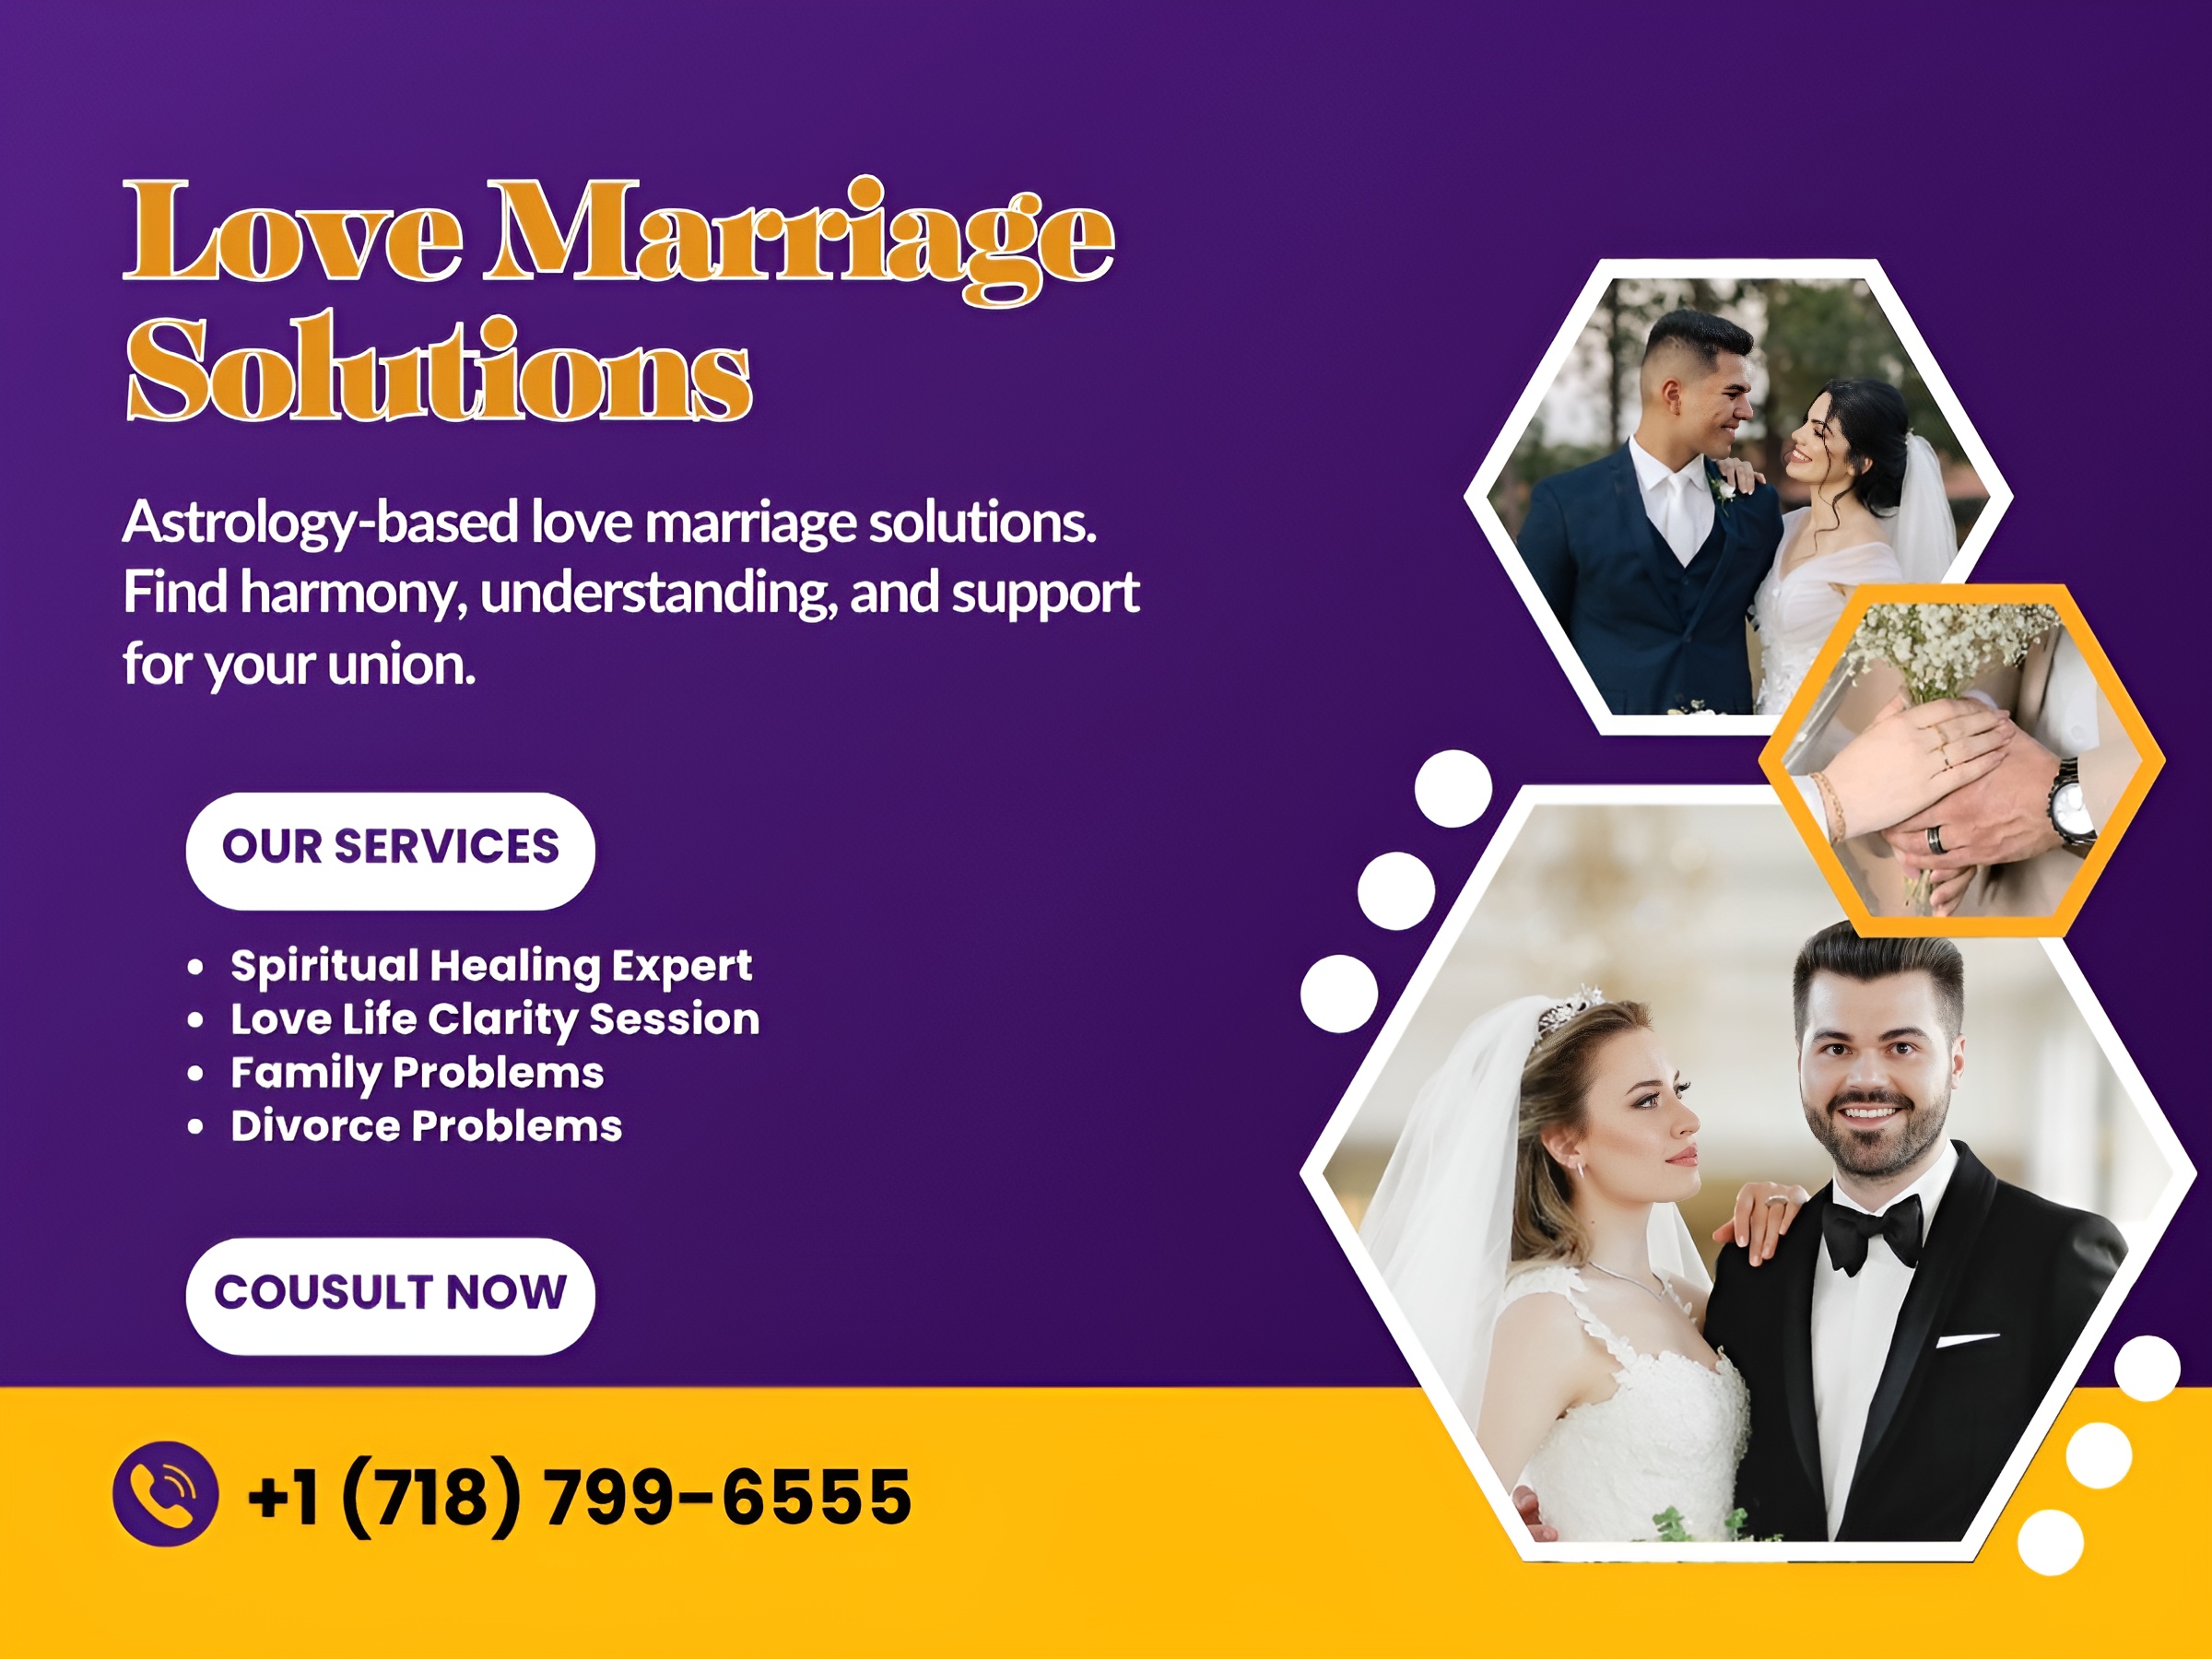 Love Marriage
Solutions
Astrology-based love marriage solutions.
Find harmony, understanding, and support
for your union.
OUR SERVICES
• Spiritual Healing Expert
• Love Life Clarity Session
• Family Problems
• Divorce Problems
COUSULT NOW
+1 (718) 799-6555